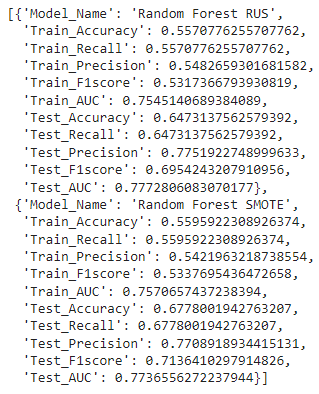 [{'Model_Name': 'Random Forest RUS',
'Train_Accuracy': 0.5570776255707762,
'Train_Recall': 0.5570776255707762,
'Train_Precision': 0.5482659301681582,
'Train_F1score': 0.5317366793930819,
'Train_AUC': 0.7545140689384089,
'Test_Accuracy': 0.6473137562579392,
'Test_Recall': 0.6473137562579392,
'Test_Precision': 0.7751922748999633,
'Test_F1score': 0.6954243207910956,
'Test_AUC': 0.7772806083070177},
{'Model_Name': 'Random Forest SMOTE',
'Train_Accuracy': 0.5595922308926374,
'Train_Recall': 0.5595922308926374,
'Train_Precision': 0.5421963218738554,
'Train_F1score': 0.5337695436472658,
'Train_AUC': 0.7570657437238394,
'Test_Accuracy': 0.6778001942763207,
'Test_Recall': 0.6778001942763207,
'Test_Precision': 0.7708918934415131,
'Test_F1score': 0.7136410297914826,
'Test_AUC': 0.7736556272237944}]